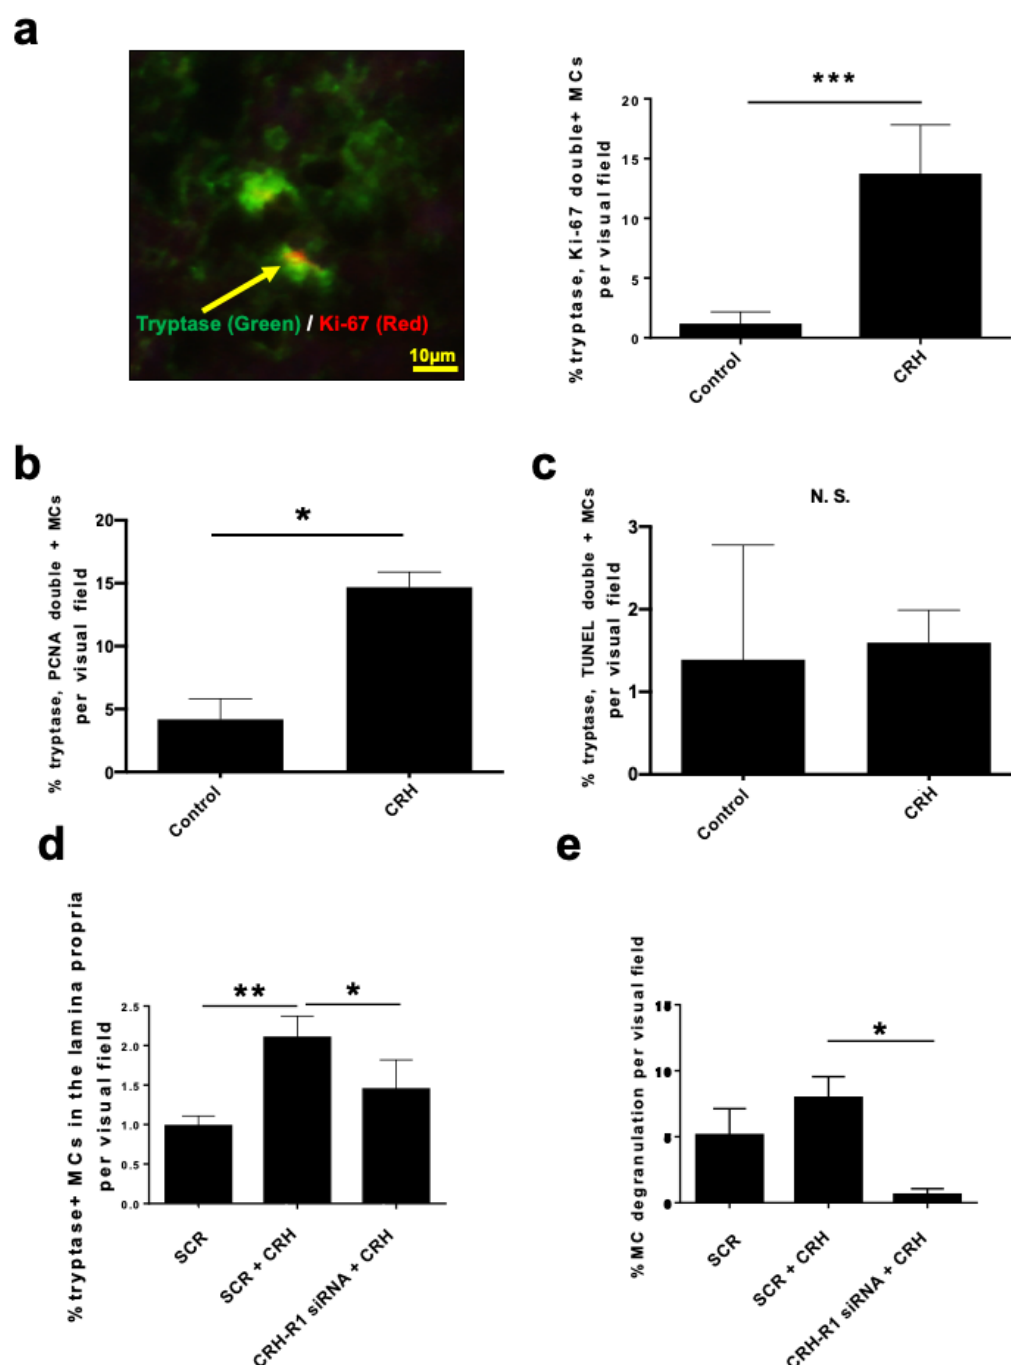 a
Tryptase (Green) / Ki-67 (Red)
10µm
% tryptase, Ki-67 double+ MCs
per visual field
20
15
10
5
0
***
Control
CRH
b
% tryptase, PCNA double + MCs
per visual field
20
15
10
5
0
*
Control
CRH
c
% tryptase, TUNEL double + MCs
per visual field
N. S.
3
2
1
0
Control
CRH
d
% tryptase+ MCs in the lamina propria
per visual field
2.5
2.0
1.5
1.0
0.5
0.0
**
*
SCR
SCR + CRH
CRH-R1 siRNA + CRH
e
% MC degranulation per visual field
15
10
5
0
*
SCR
SCR + CRH
CRH-R1 siRNA + CRH